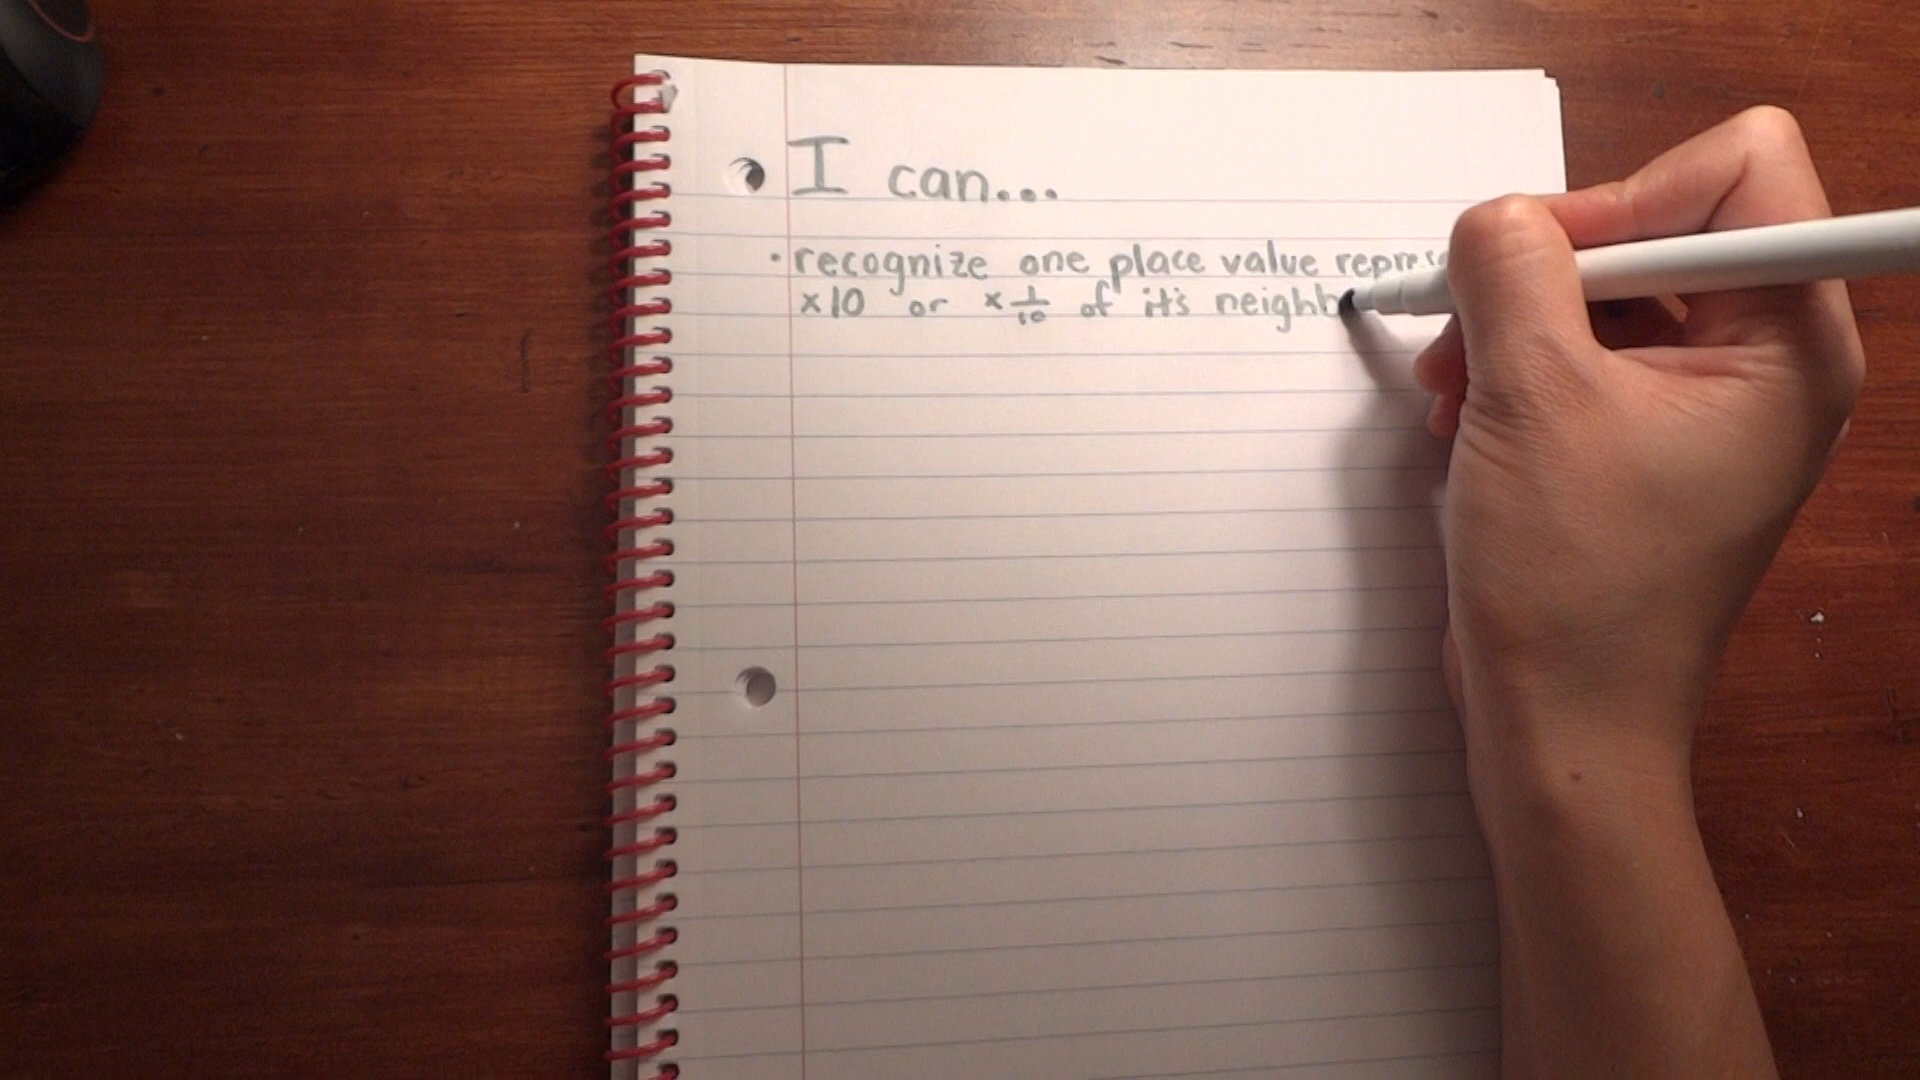 I can...
· recognize one place value
×10 or ×1/10 of it's